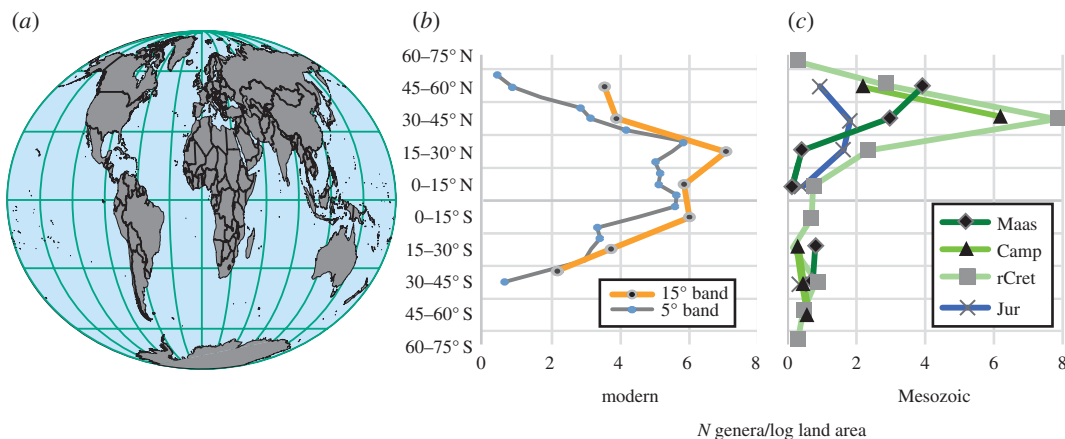 (a)
(b)
(c)
60–75° N
45–60° N
30–45° N
15–30° N
0–15° N
0–15° S
15–30° S
30–45° S
45–60° S
60–75° S
15° band
5° band
0 2 4 6 8
modern
Maas
Camp
rCret
Jur
0 2 4 6 8
Mesozoic
N genera/log land area